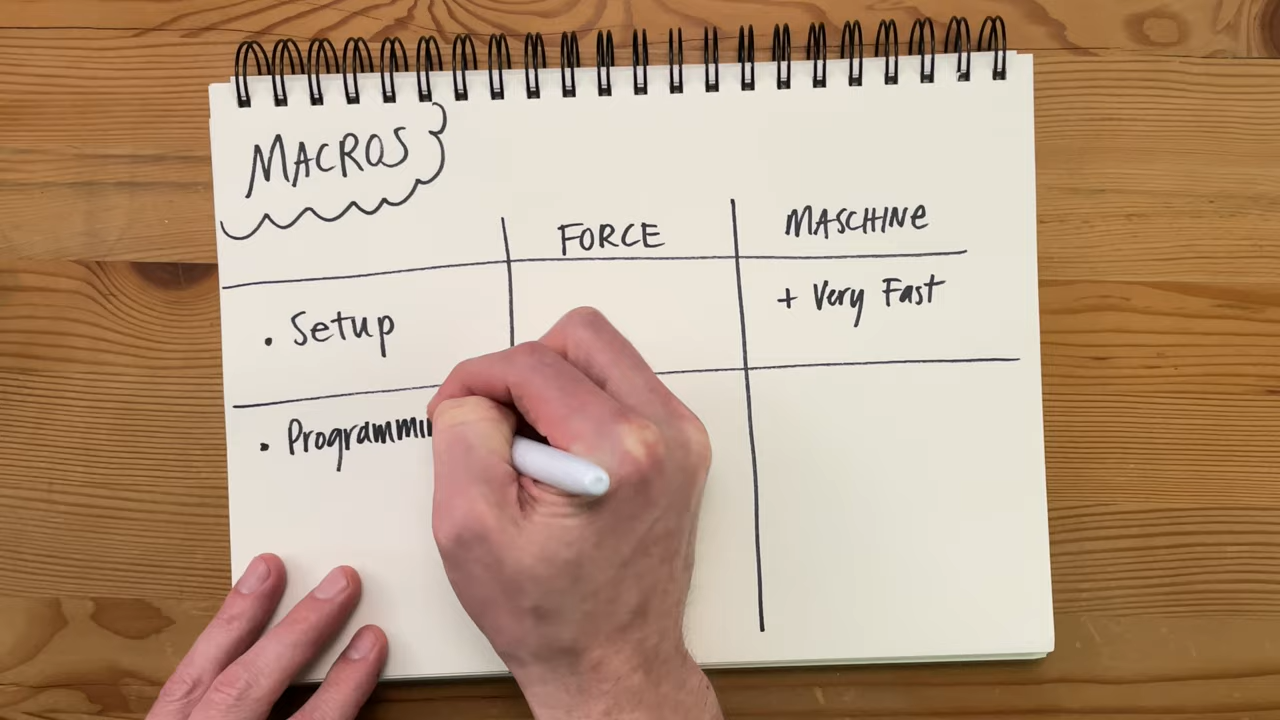 MACROS
FORCE
MASCHINE
• Setup
+ Very Fast
• Programmi